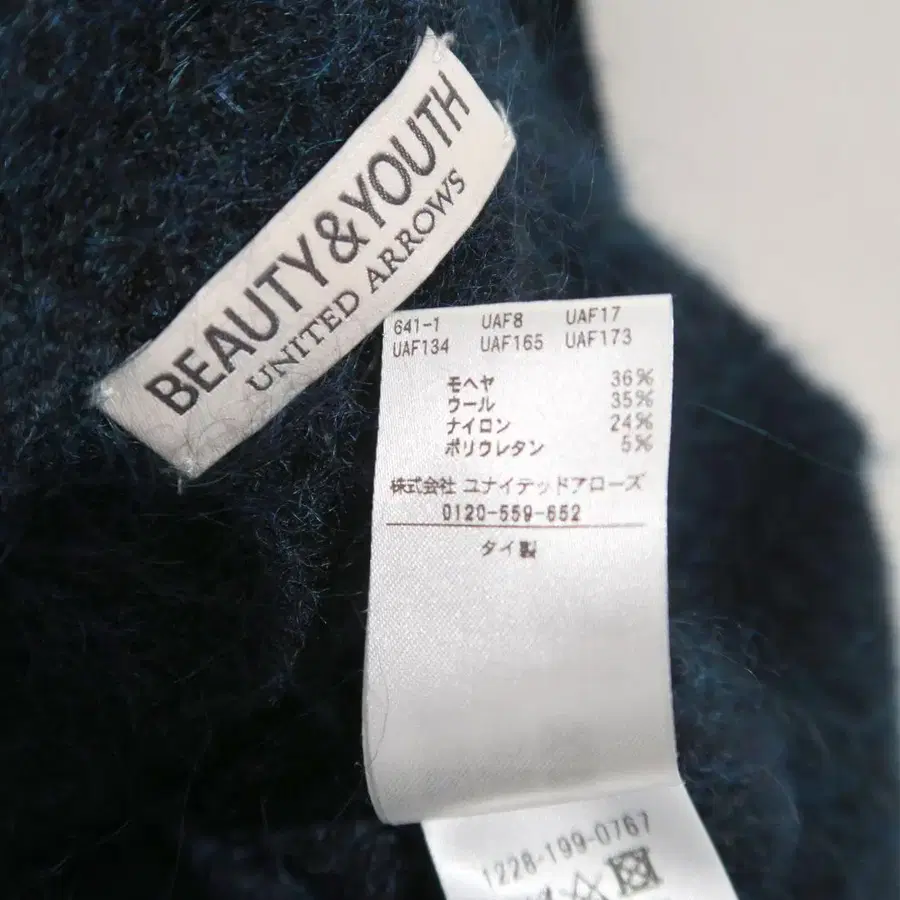 BEAUTY&YOUTH
UNITED ARROWS
641-1 UAF8 UAF17
UAF134 UAF165 UAF173
モヘヤ 36%
ウール 35%
ナイロン 24%
ポリウレタン 5%
株式会社 ユナイテッドアローズ
0120-559-652
タイ製
1228-199-0767